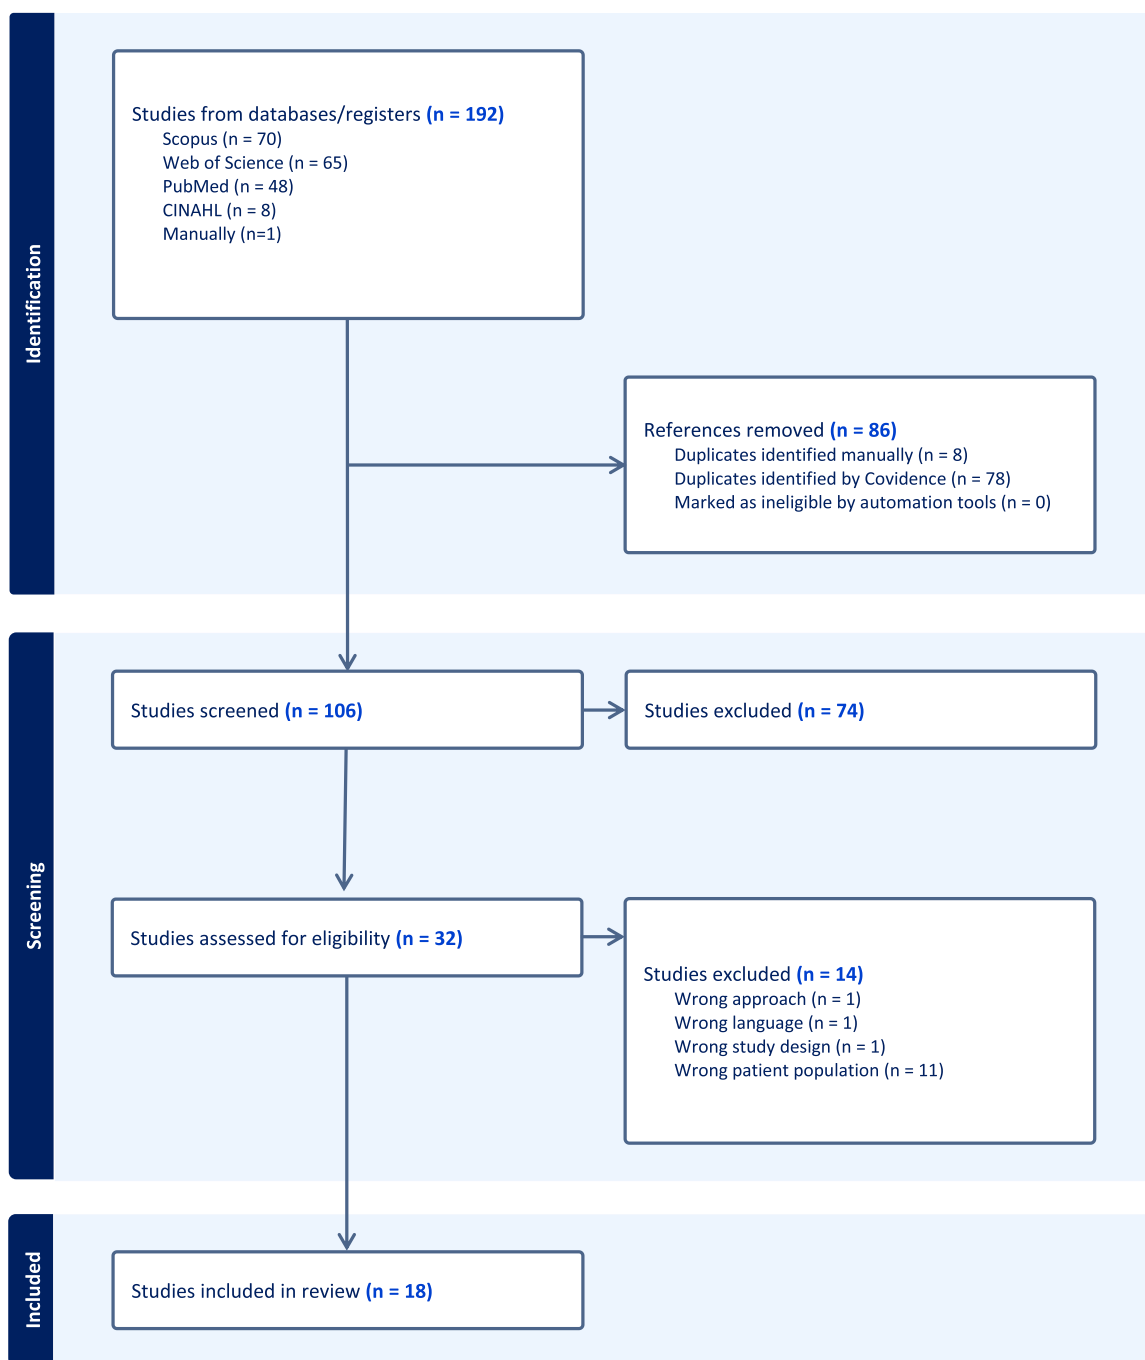 Identification
Studies from databases/registers (n = 192)
Scopus (n = 70)
Web of Science (n = 65)
PubMed (n = 48)
CINAHL (n = 8)
Manually (n=1)
References removed (n = 86)
Duplicates identified manually (n = 8)
Duplicates identified by Covidence (n = 78)
Marked as ineligible by automation tools (n = 0)
Screening
Studies screened (n = 106)
Studies excluded (n = 74)
Studies assessed for eligibility (n = 32)
Studies excluded (n = 14)
Wrong approach (n = 1)
Wrong language (n = 1)
Wrong study design (n = 1)
Wrong patient population (n = 11)
Included
Studies included in review (n = 18)